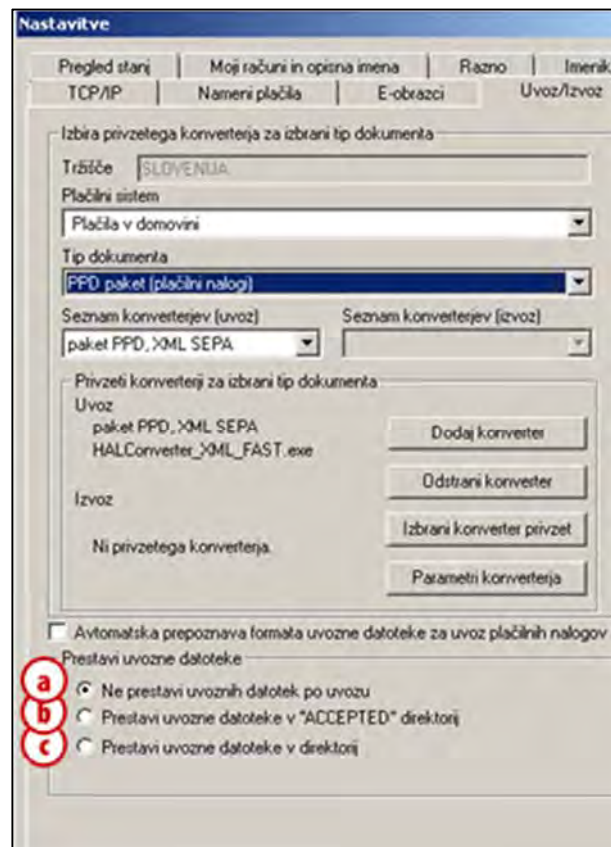 Nastavitve
Pregled stanj Moji računi in opisna imena Razno Imenik
TCP/IP Nameni plačila E-obrazci Uvoz/Izvoz
Izbira privzetega konverterja za izbrani tip dokumenta
Tržišče SLOVENIJA
Plačilni sistem
Plačila v domovini
Tip dokumenta
PPD paket (plačilni nalogi)
Seznam konverterjev (uvoz) Seznam konverterjev (izvoz)
paket PPD, XML SEPA
Privzeti konverterji za izbrani tip dokumenta
Uvoz
paket PPD, XML SEPA
HALConverter_XML_FAST.exe
Dodaj konverter
Odstrani konverter
Izvoz
Izbrani konverter privzet
Ni privzetega konverterja.
Parametri konverterja
Avtomatska prepoznava formata uvozne datoteke za uvoz plačilnih nalogov
Prestavi uvozne datoteke
a Ne prestavi uvoznih datotek po uvozu
b Prestavi uvozne datoteke v "ACCEPTED" direktorij
c Prestavi uvozne datoteke v direktorij